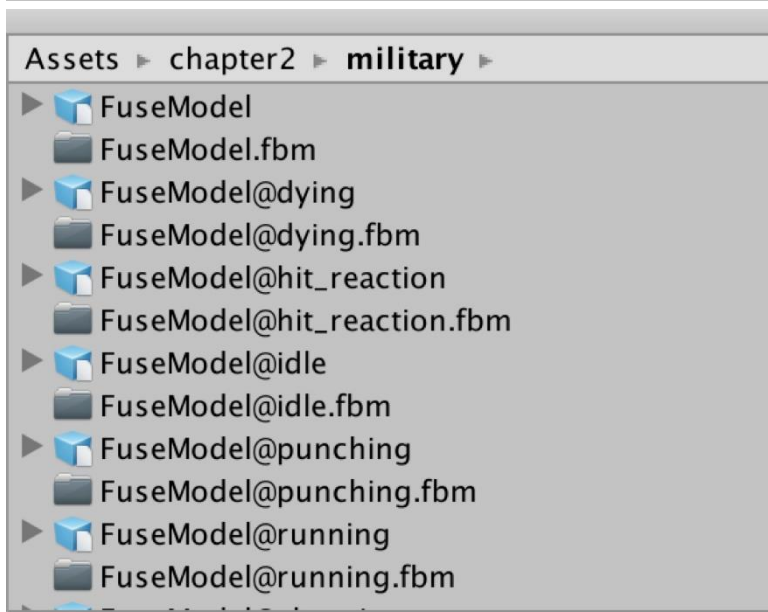 Assets ▸ chapter2 ▸ military ▸
FuseModel
FuseModel.fbm
FuseModel@dying
FuseModel@dying.fbm
FuseModel@hit_reaction
FuseModel@hit_reaction.fbm
FuseModel@idle
FuseModel@idle.fbm
FuseModel@punching
FuseModel@punching.fbm
FuseModel@running
FuseModel@running.fbm